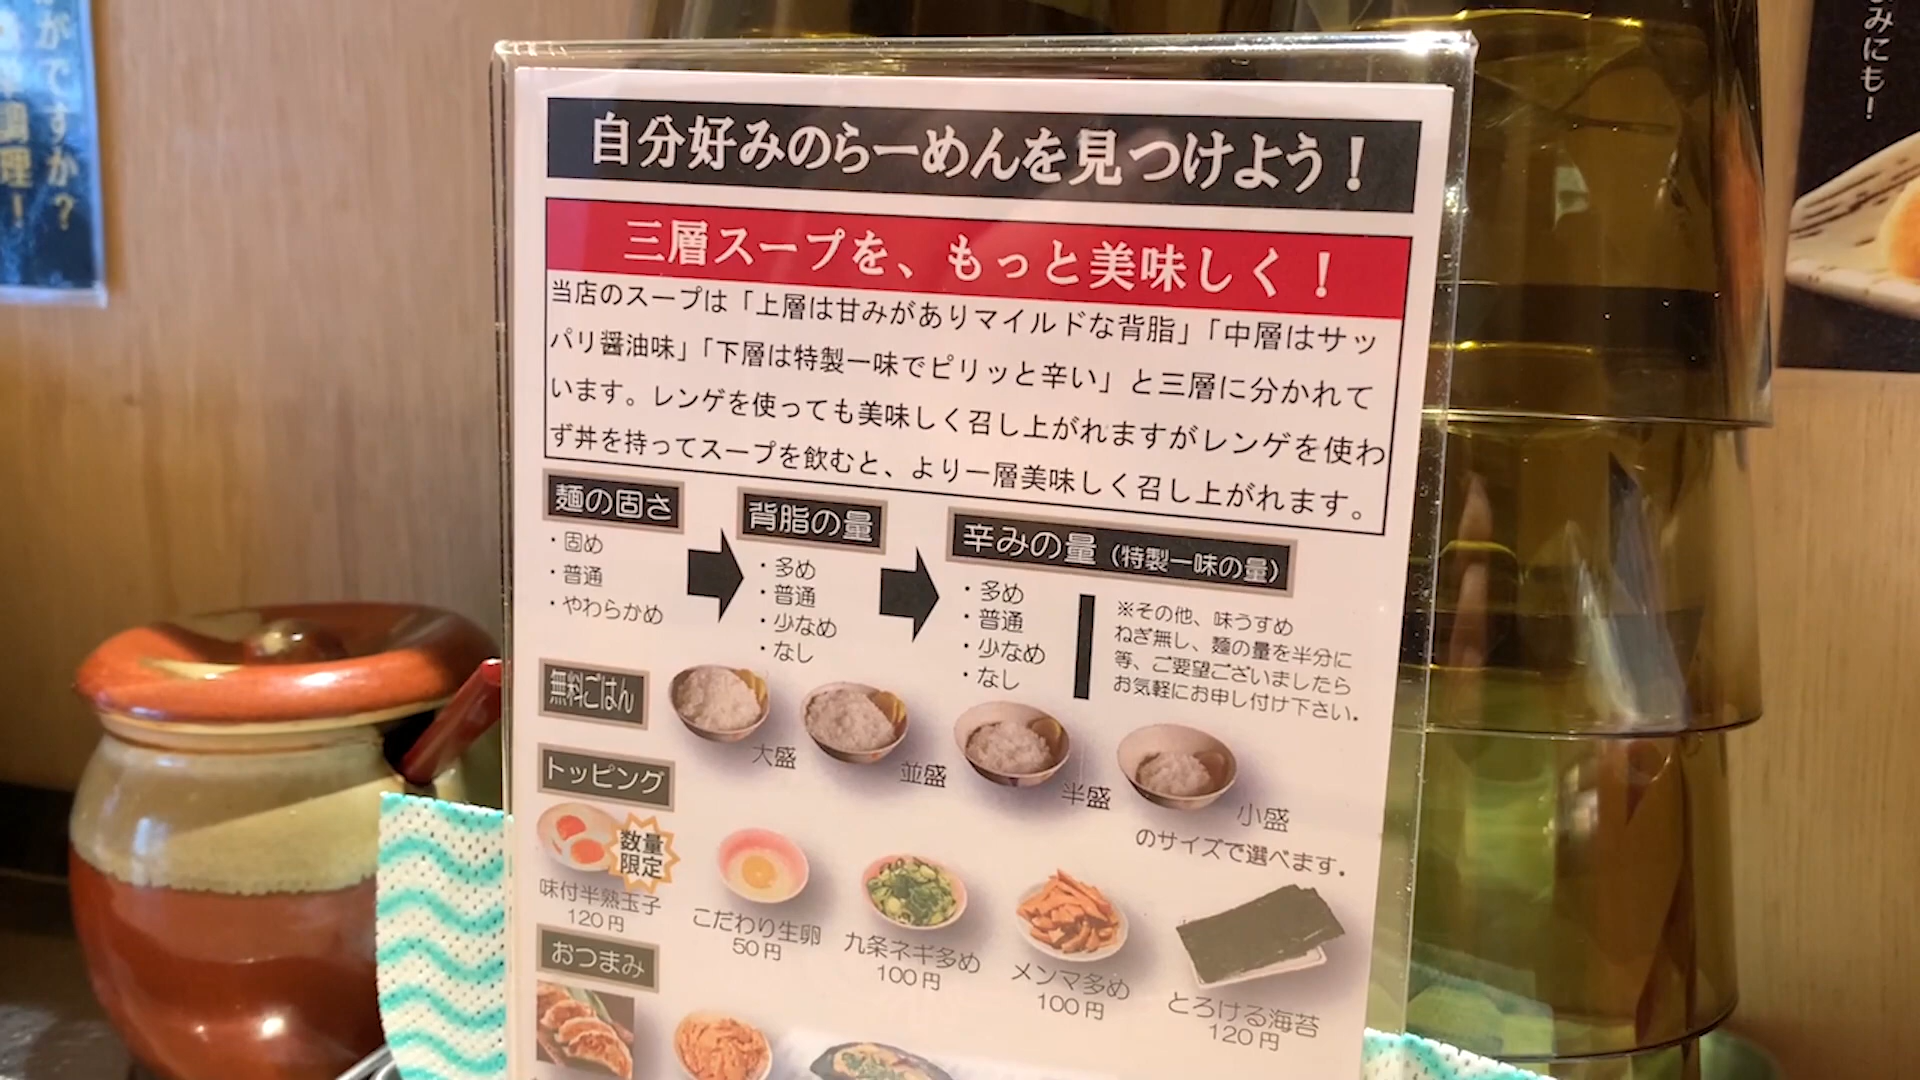 自分好みのらーめんを見つけよう！
三層スープを、もっと美味しく！
当店のスープは「上層は甘みがありマイルドな背脂」「中層はサッ
パリ醤油味」「下層は特製一味でピリッと辛い」と三層に分かれて
います。レンゲを使っても美味しく召し上がれますがレンゲを使わ
ず丼を持ってスープを飲むと、より一層美味しく召し上がれます。
麺の固さ
・固め
・普通
・やわらかめ
背脂の量
・多め
・普通
・少なめ
・なし
辛みの量（特製一味の量）
・多め
・普通
・少なめ
・なし
※その他、味うすめ
ねぎ無し、麺の量を半分に
等、ご要望ございましたら
お気軽にお申し付け下さい。
無料ごはん
大盛
並盛
半盛
小盛
のサイズで選べます。
トッピング
数量
限定
味付半熟玉子
120円
こだわり生卵
50円
九条ネギ多め
100円
メンマ多め
100円
とろける海苔
120円
おつまみ
がですか？
調理！
みにも！